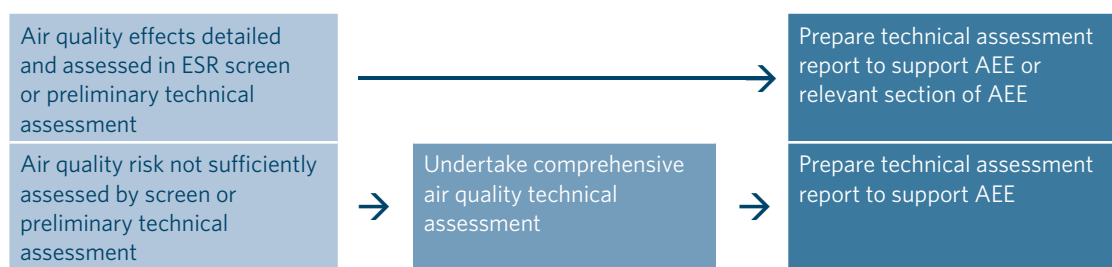 Air quality effects detailed
and assessed in ESR screen
or preliminary technical
assessment
Prepare technical assessment
report to support AEE or
relevant section of AEE
Air quality risk not sufficiently
assessed by screen or
preliminary technical
assessment
Undertake comprehensive
air quality technical
assessment
Prepare technical assessment
report to support AEE